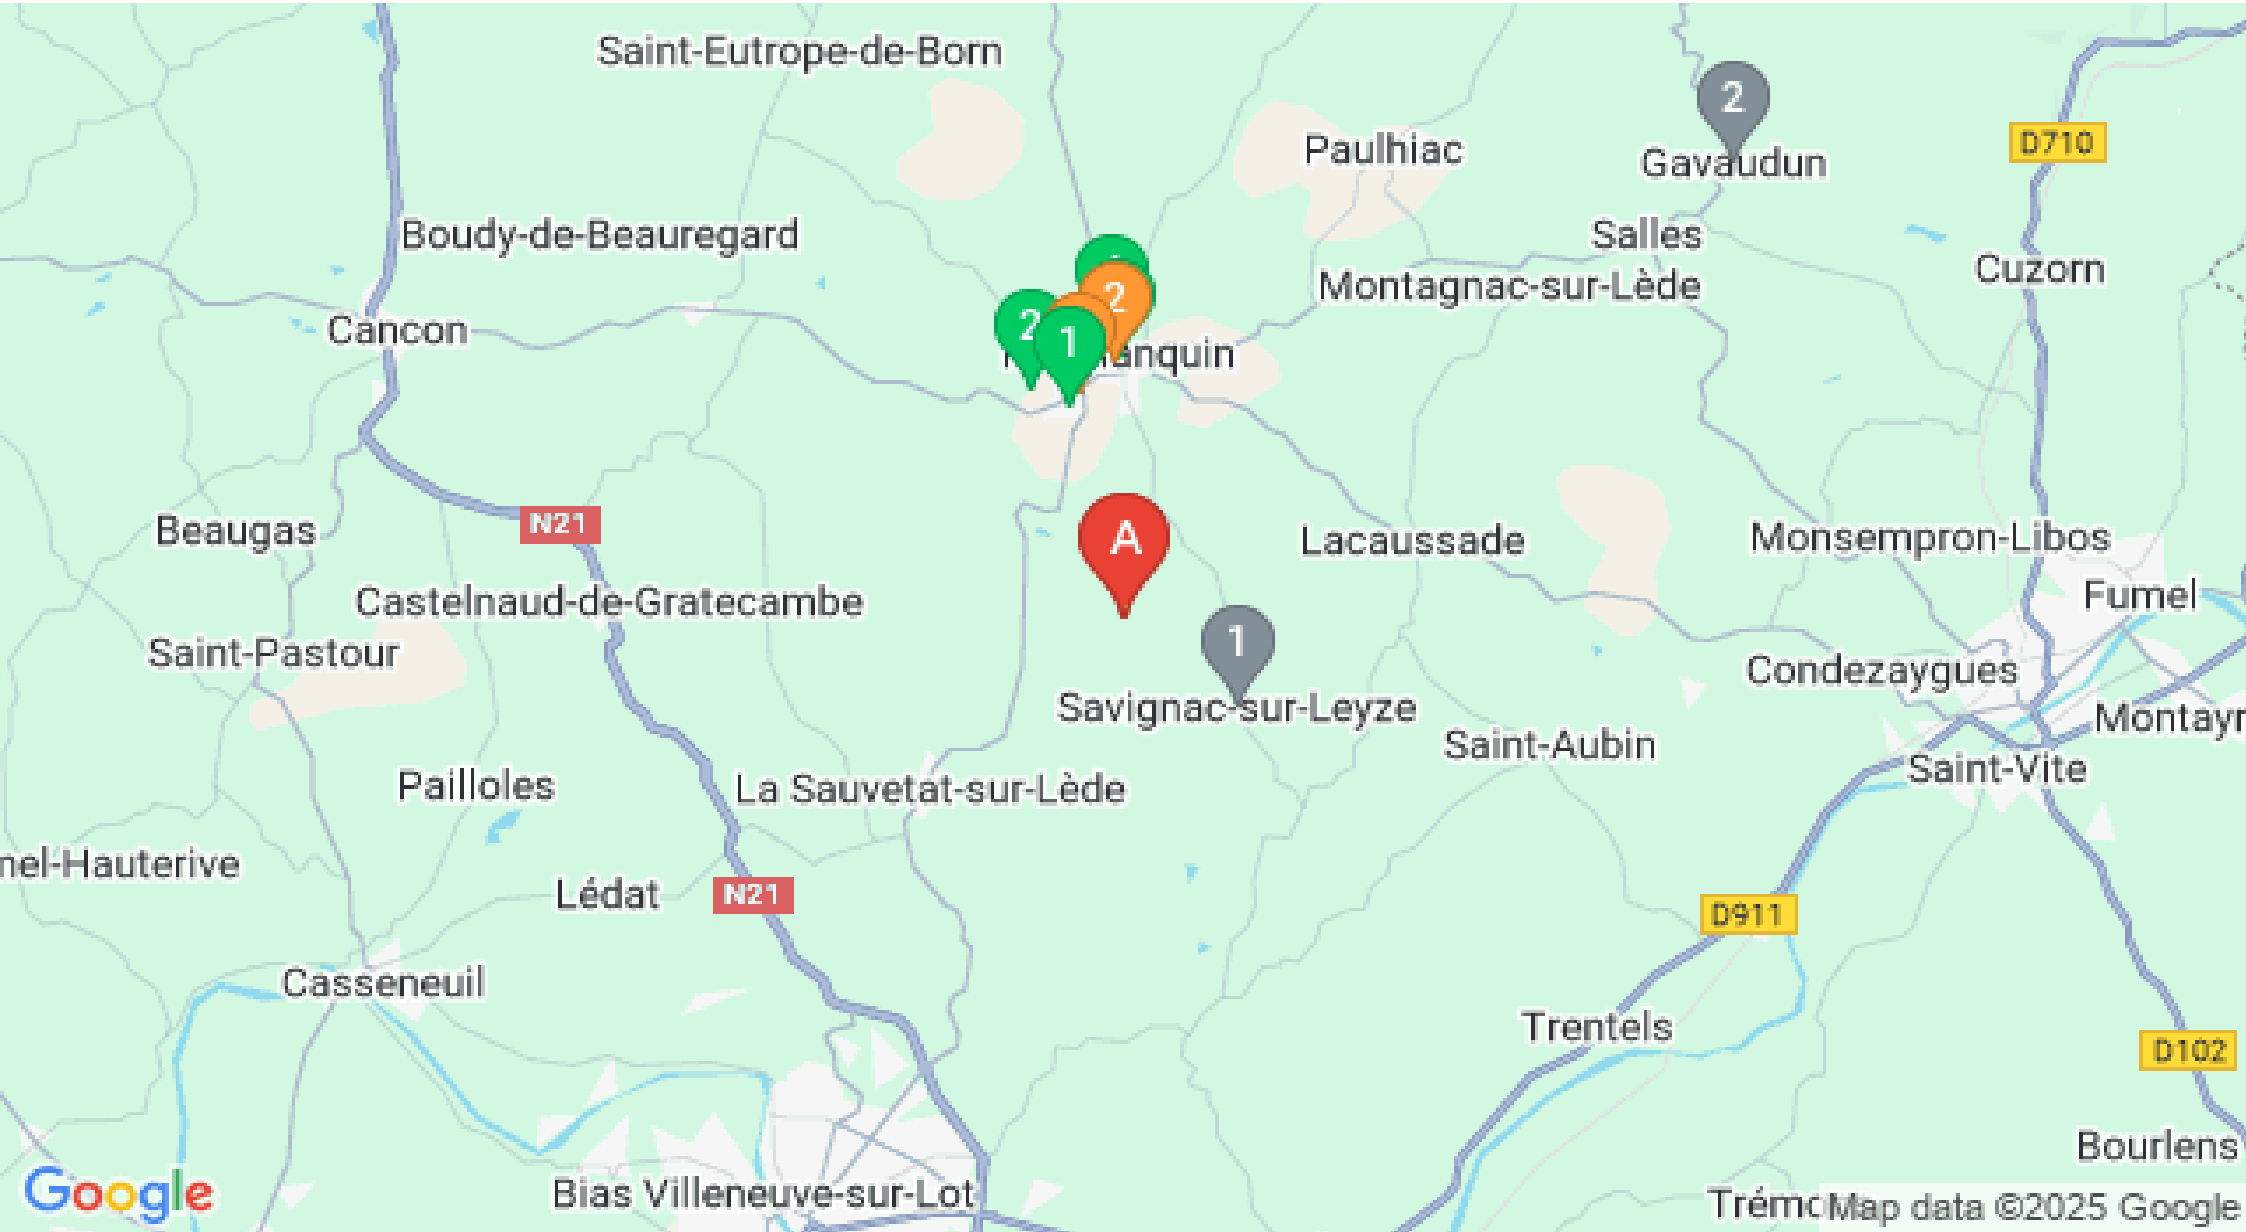 Saint-Eutrope-de-Born
2
Paulhiac
D710
Gavaudun
Boudy-de-Beauregard
Salles
Cuzorn
Montagnac-sur-Lède
2
2
1
Cancon
anquin
N21
Beaugas
A
Lacaussade
Monsempron-Libos
Castelnaud-de-Gratecambe
Fumel
Saint-Pastour
1
Condezaygues
Savignac-sur-Leyze
Montayr
Saint-Aubin
Pailloles
La Sauvetat-sur-Lède
Saint-Vite
nel-Hauterive
Lédat
N21
D911
Casseneuil
Trentels
D102
Bourlens
Google
Bias Villeneuve-sur-Lot
Trémo
Map data ©2025 Google